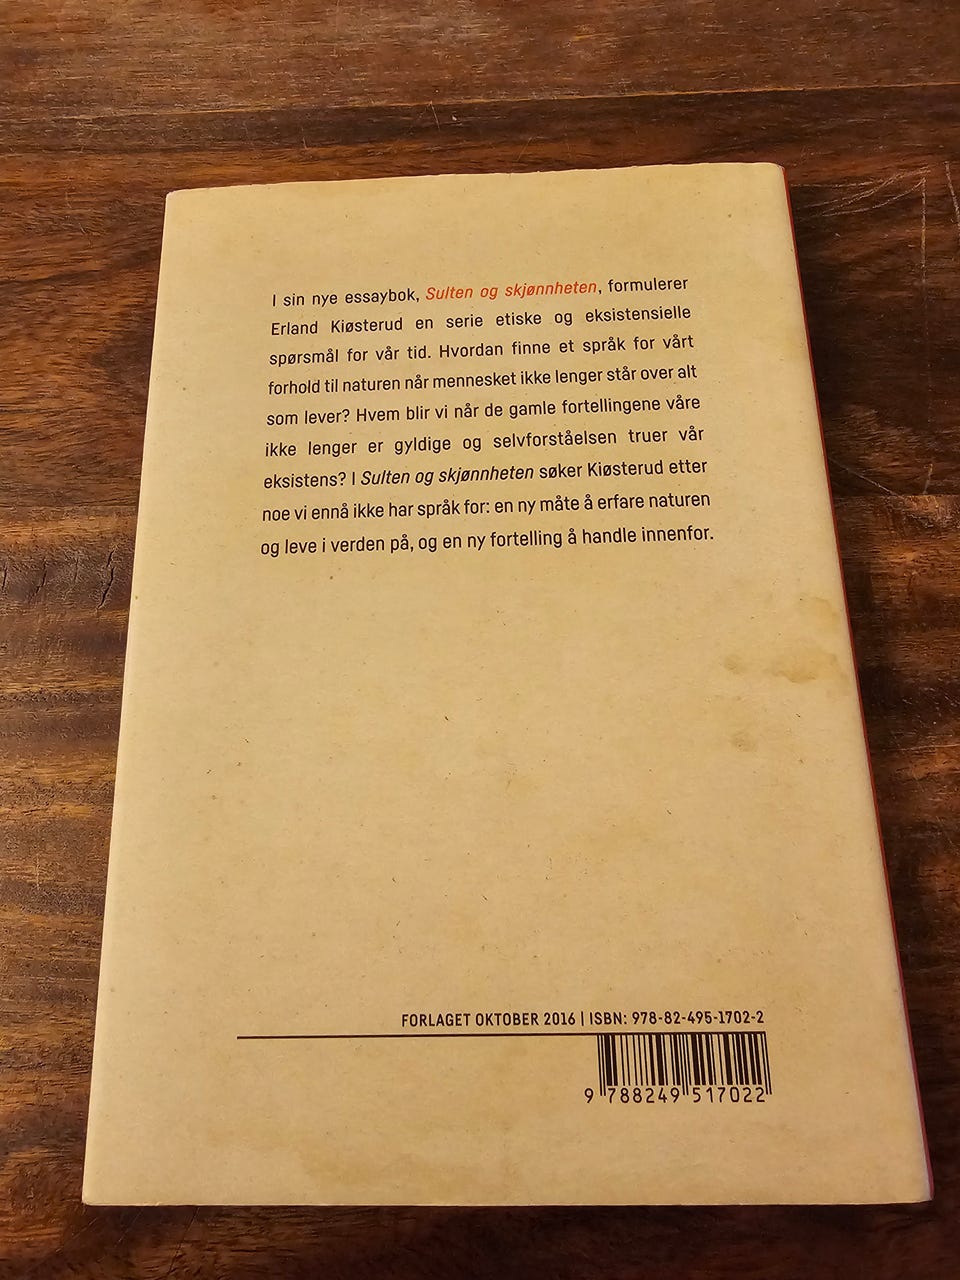 I sin nye essaybok, Sulten og skjønnheten, formulerer
Erland Kiøsterud en serie etiske og eksistensielle
spørsmål for vår tid. Hvordan finne et språk for vårt
forhold til naturen når mennesket ikke lenger står over alt
som lever? Hvem blir vi når de gamle fortellingene våre
ikke lenger er gyldige og selvforståelsen truer vår
eksistens? I Sulten og skjønnheten søker Kiøsterud etter
noe vi ennå ikke har språk for: en ny måte å erfare naturen
og leve i verden på, og en ny fortelling å handle innenfor.
FORLAGET OKTOBER 2016 | ISBN: 978-82-495-1702-2
9 788249 517022